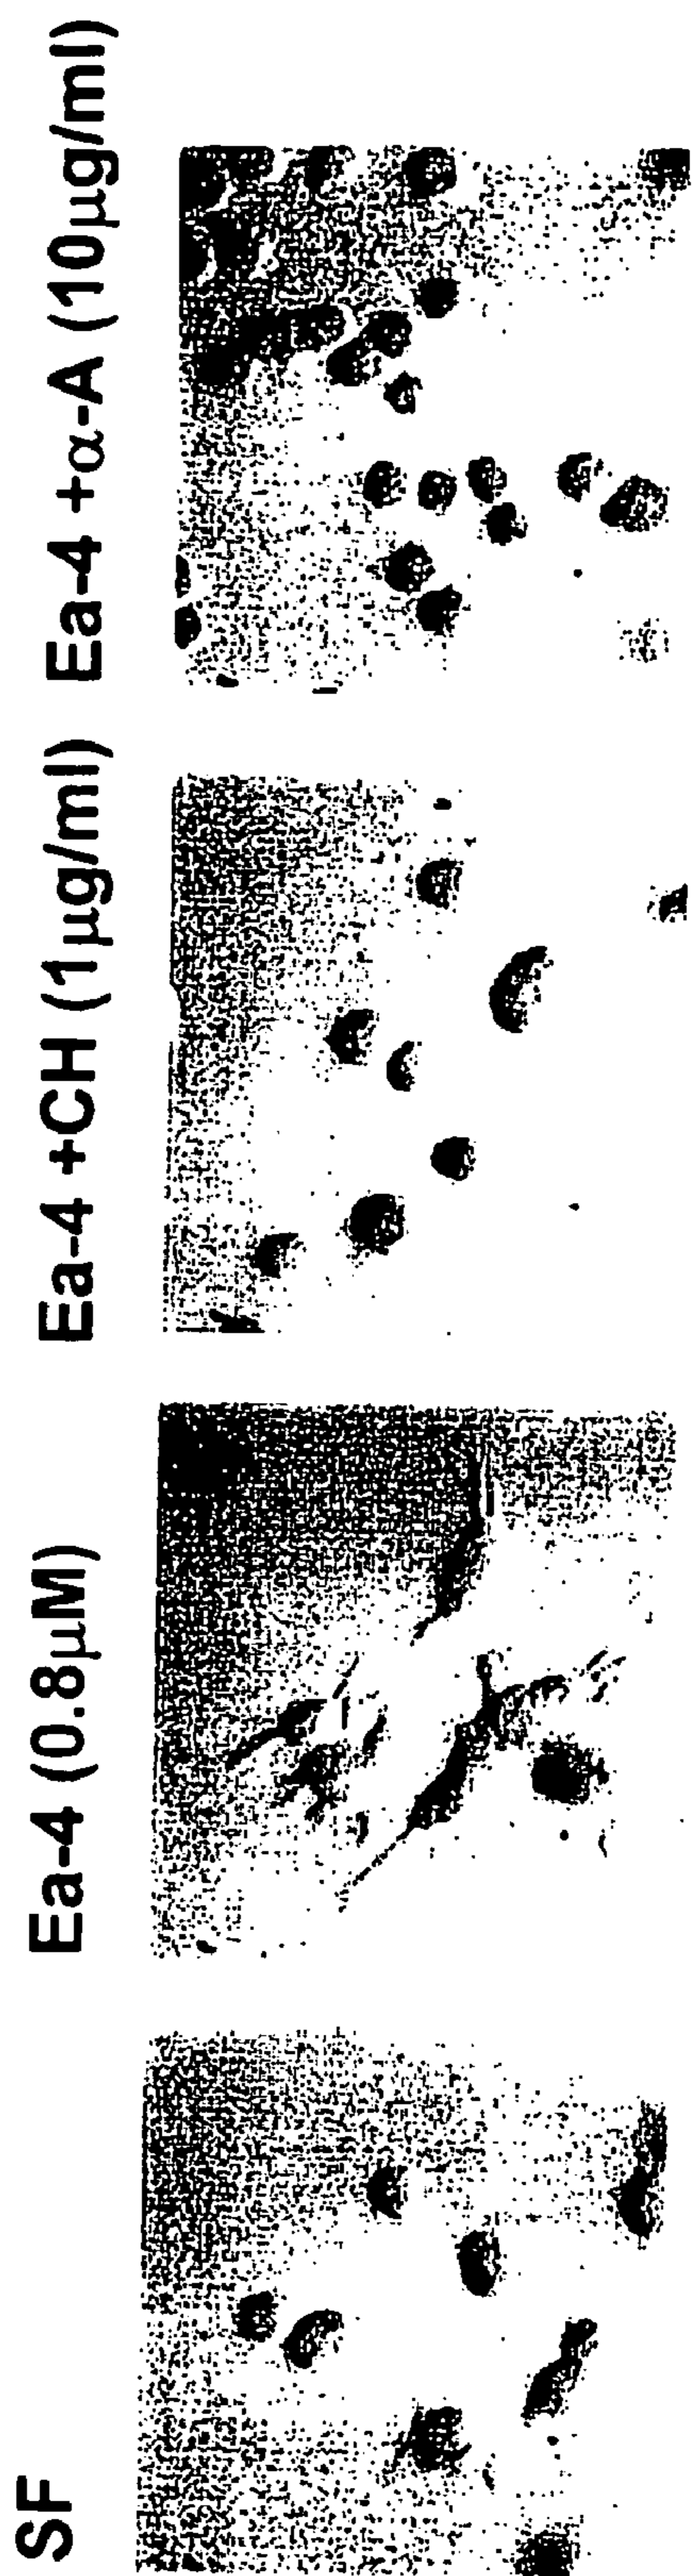 SF
Ea-4 (0.8µM)
Ea-4 +CH (1µg/ml)
Ea-4 +α-A (10µg/ml)